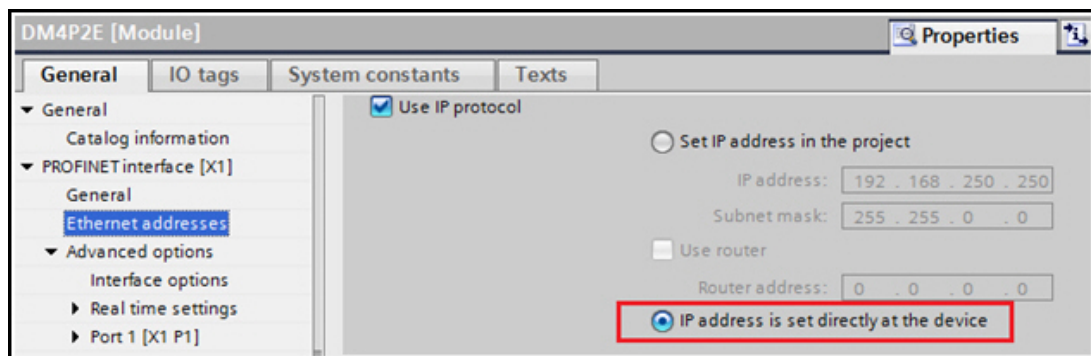 DM4P2E [Module]
Properties
General
IO tags
System constants
Texts
General
Catalog information
PROFINET interface [X1]
General
Ethernet addresses
Advanced options
Interface options
Real time settings
Port 1 [X1 P1]
Use IP protocol
Set IP address in the project
IP address: 192 . 168 . 250 . 250
Subnet mask: 255 . 255 . 0 . 0
Use router
Router address: 0 . 0 . 0 . 0
IP address is set directly at the device